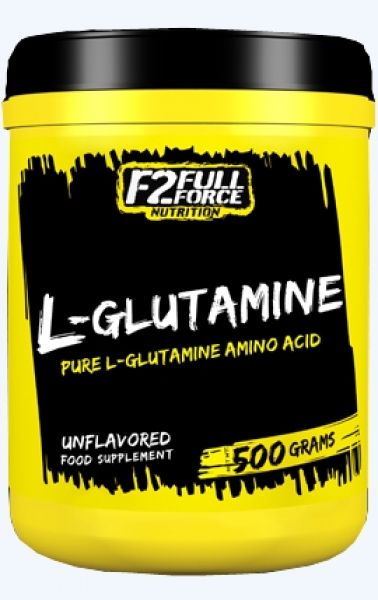 F2 FULL FORCE
NUTRITION
L-GLUTAMINE
PURE L-GLUTAMINE AMINO ACID
UNFLAVORED
FOOD SUPPLEMENT
500 GRAMS